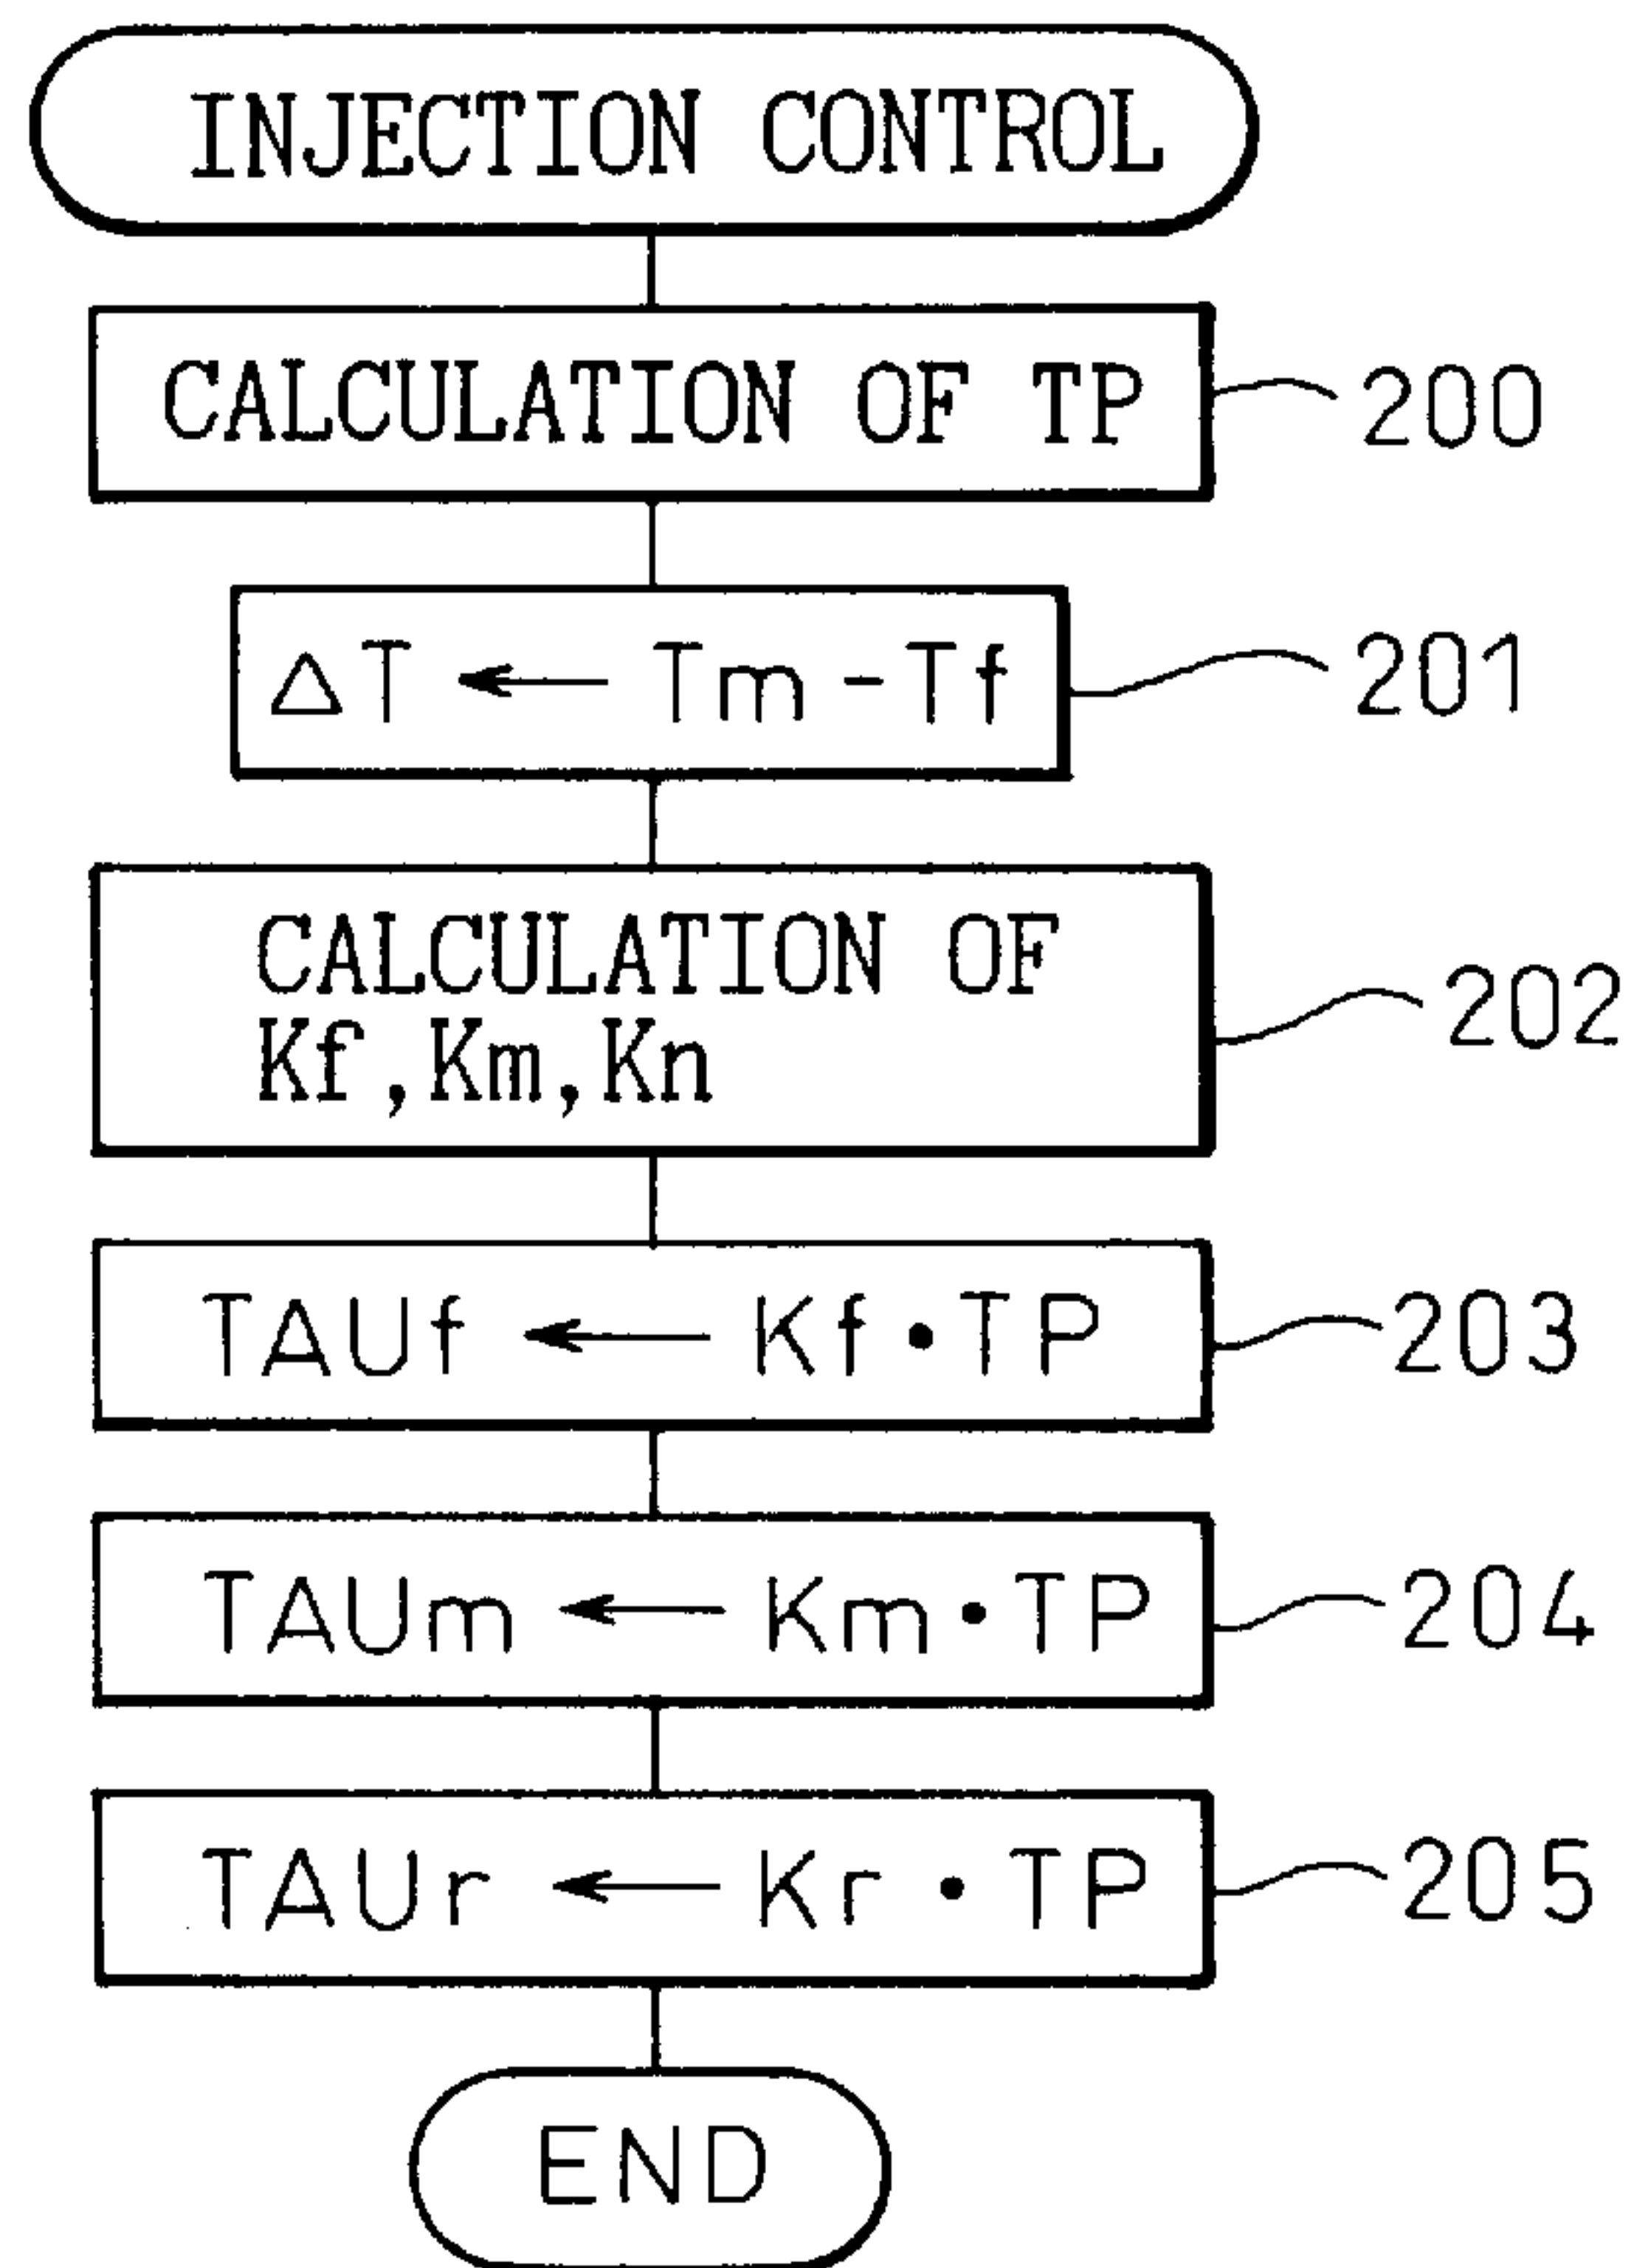 INJECTION CONTROL
CALCULATION OF TP
200
△T ← Tm-Tf
201
CALCULATION OF
Kf,Km,Kn
202
TAUf ← Kf•TP
203
TAUm ← Km•TP
204
TAUr ← Kr•TP
205
END